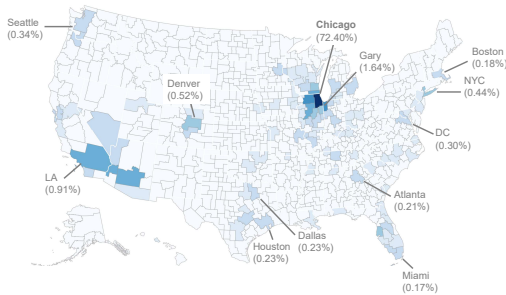 Seattle
(0.34%)
Chicago
(72.40%)
Gary
(1.64%)
Boston
(0.18%)
NYC
(0.44%)
Denver
(0.52%)
DC
(0.30%)
LA
(0.91%)
Atlanta
(0.21%)
Dallas
(0.23%)
Houston
(0.23%)
Miami
(0.17%)